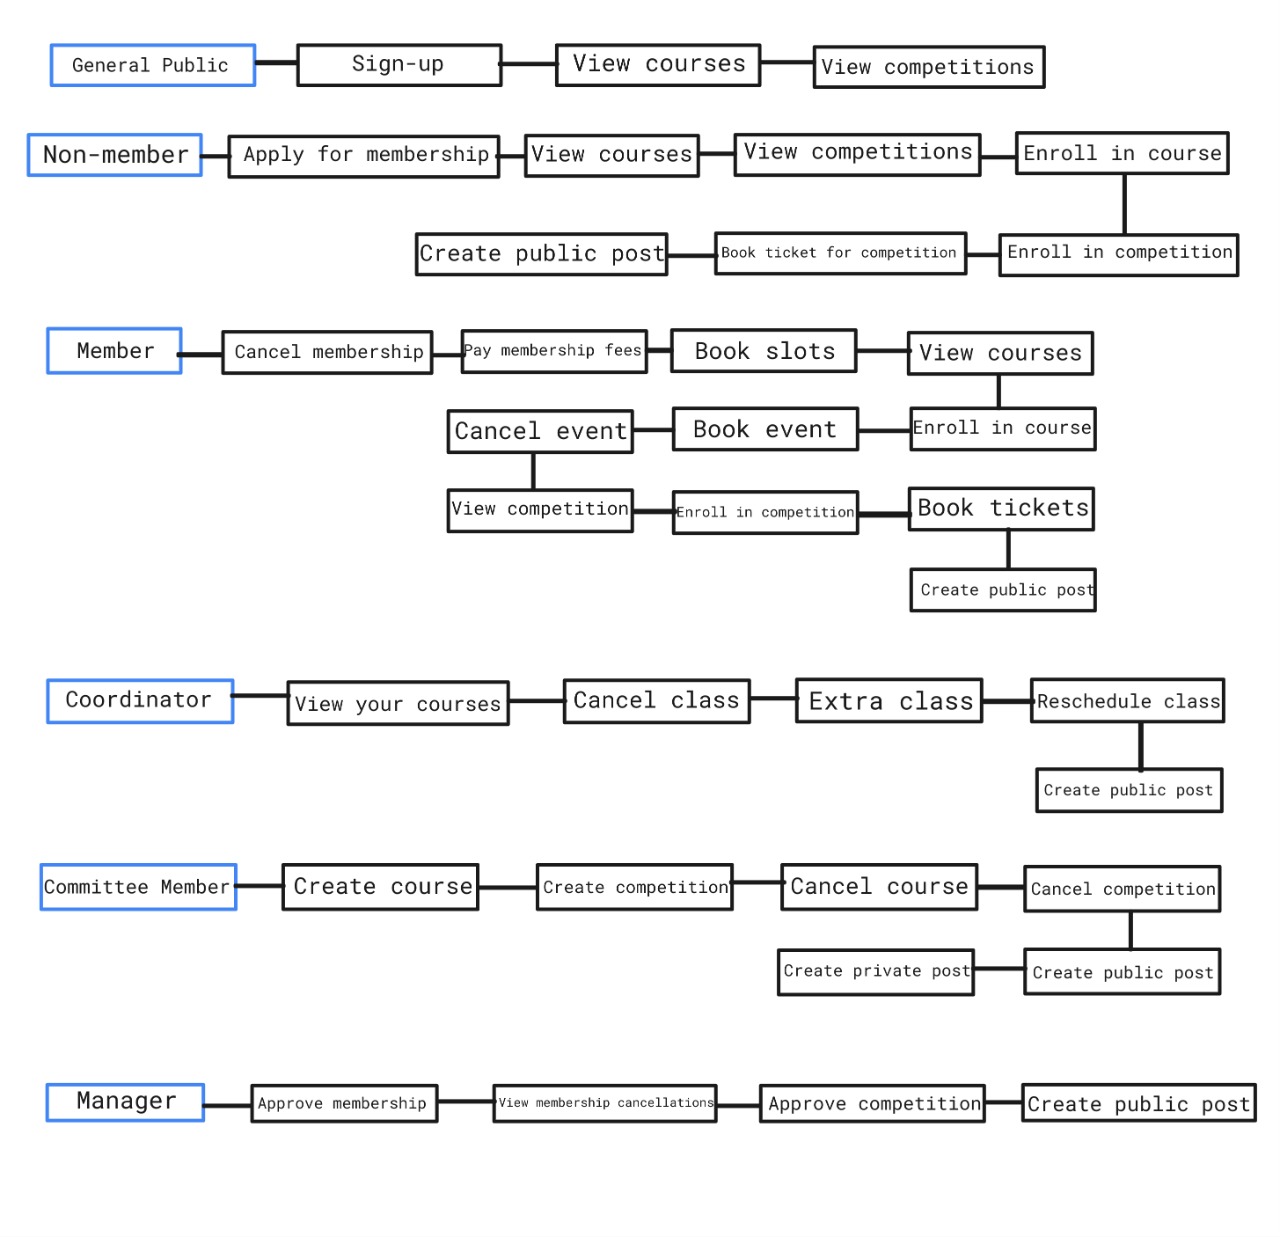 General Public
Sign-up
View courses
View competitions
Non-member
Apply for membership
View courses
View competitions
Enroll in course
Create public post
Book ticket for competition
Enroll in competition
Member
Cancel membership
Pay membership fees
Book slots
View courses
Cancel event
Book event
Enroll in course
View competition
Enroll in competition
Book tickets
Create public post
Coordinator
View your courses
Cancel class
Extra class
Reschedule class
Create public post
Committee Member
Create course
Create competition
Cancel course
Cancel competition
Create private post
Create public post
Manager
Approve membership
View membership cancellations
Approve competition
Create public post